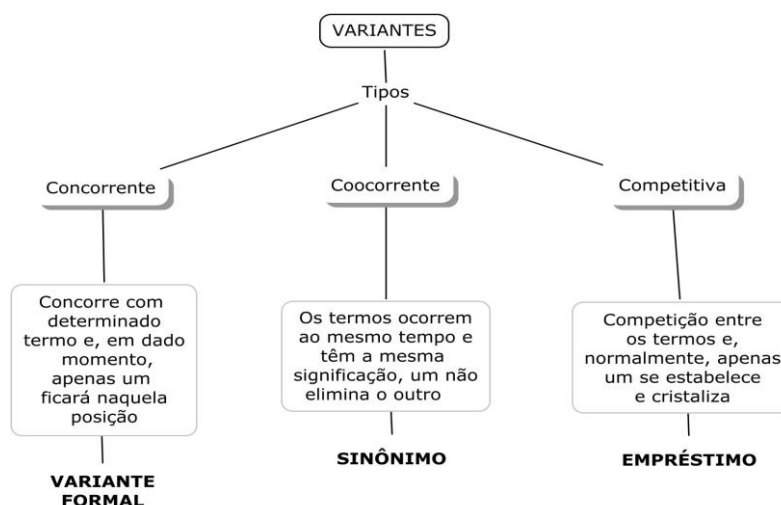 VARIANTES
Tipos
Concorrente
Coocorrente
Competitiva
Concorre com
determinado
termo e, em dado
momento,
apenas um
ficará naquela
posição
Os termos ocorrem
ao mesmo tempo e
têm a mesma
significação, um não
elimina o outro
Competição entre
os termos e,
normalmente, apenas
um se estabelece
e cristaliza
VARIANTE
FORMAL
SINÔNIMO
EMPRÉSTIMO